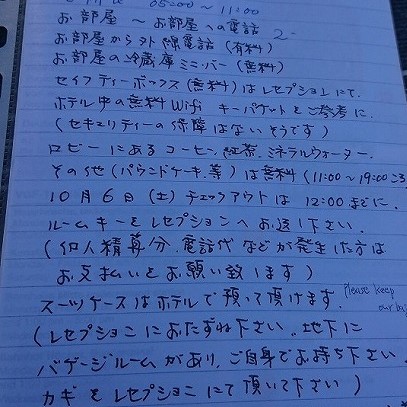 05:00 ~ 11:00
お部屋 ~ お部屋への電話 2
お部屋から外線電話 (有料)
お部屋の冷蔵庫ミニ・バー (無料)
セイフティーボックス (無料) はレセプションにて.
ホテル中の無料 Wifi キーパケットをご参考に.
(セキュリティーの保障はないそうです)
ロビーにあるコーヒー, 紅茶. ミネラルウォーター.
その他 (パウンドケーキ等) は無料 (11:00~19:00ごろ
10月6日 (土) チェックアウトは 12:00までに.
ルームキーをレセプションへお返し下さい.
(個人精算分. 電話代などが発生した方は
お支払いをお願い致します)
スーツケースはホテルで預って頂けます. Please keep
(レセプションにおたずね下さい. 地下に our ba
バゲージルームがあり、ご自身でお持ち下さい.
カギをレセプションにて頂いて下さい)